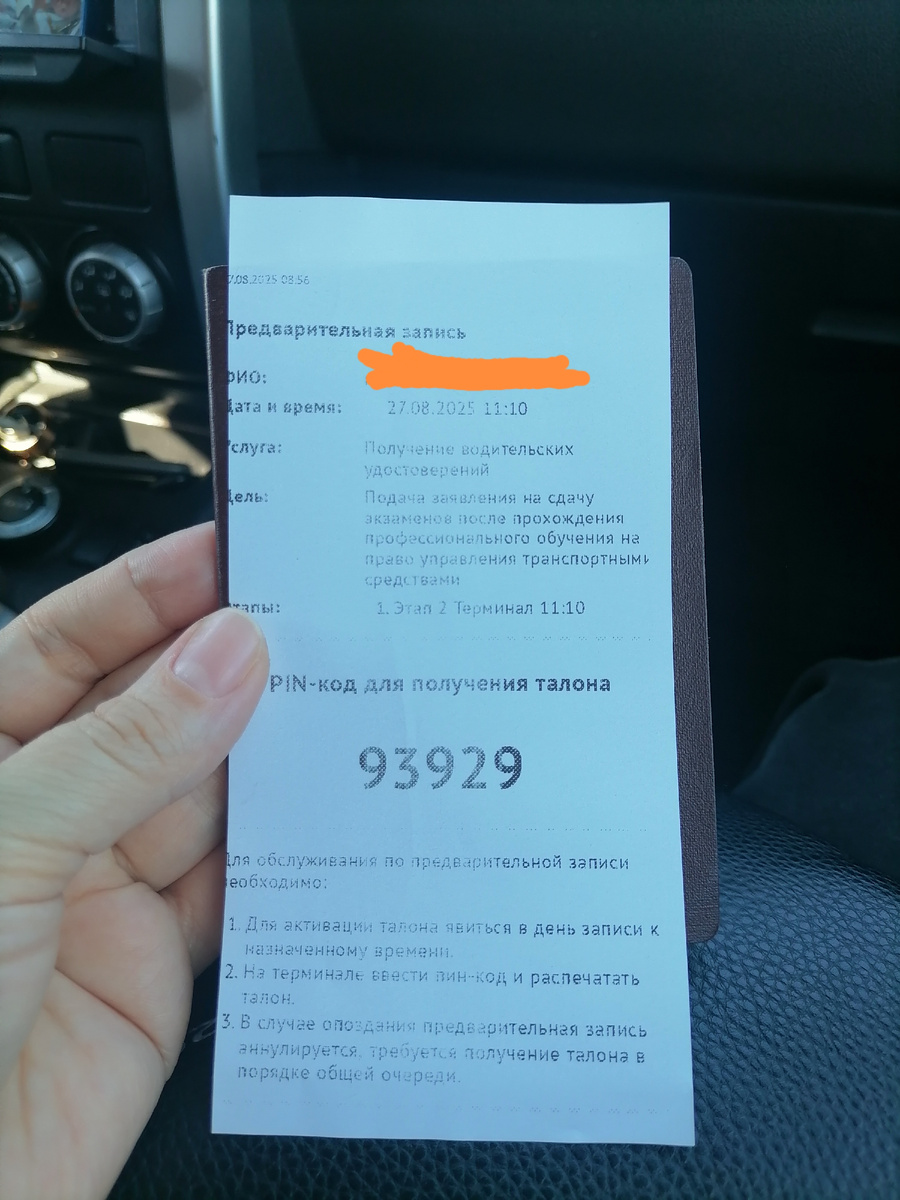 7.08.2025 08:56
Предварительная запись
ФИО:
Дата и время: 27.08.2025 11:10
Услуга: Получение водительских
удостоверений
Цель: Подача заявления на сдачу
экзаменов после прохождения
профессионального обучения на
право управления транспортными
средствами
Этапы: 1. Этап 2 Терминал 11:10
PIN-код для получения талона
93929
Для обслуживания по предварительной записи
необходимо:
1. Для активации талона явиться в день записи к
назначенному времени.
2. На терминале ввести пин-код и распечатать
талон.
3. В случае опоздания предварительная запись
аннулируется, требуется получение талона в
порядке общей очереди.